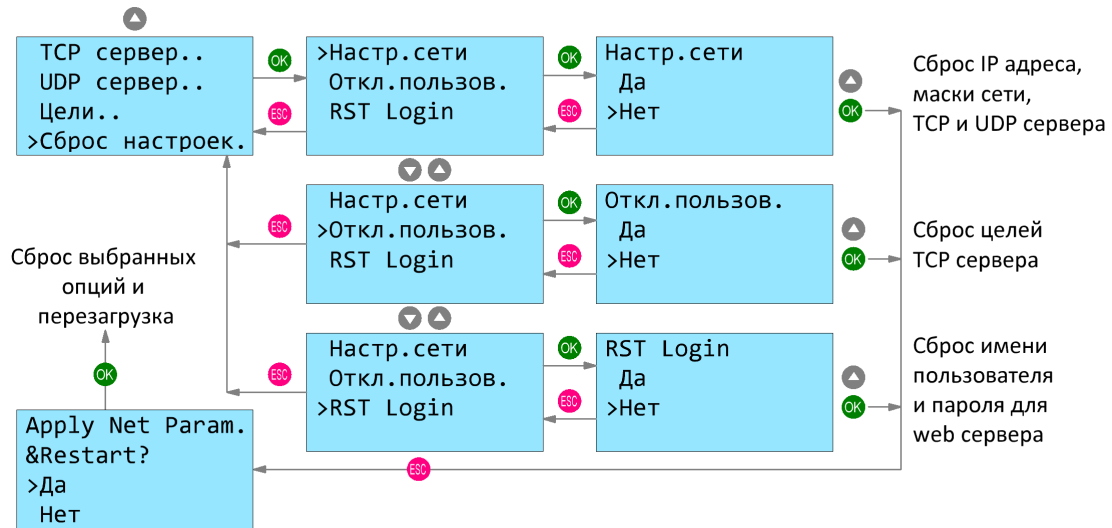 TCP сервер..
UDP сервер..
Цели..
>Сброс настроек.
OK
ESC
>Настр.сети
Откл.пользов.
RST Login
OK
ESC
Настр.сети
Да
>Нет
OK
Сброс IP адреса,
маски сети,
TCP и UDP сервера
ESC
Настр.сети
>Откл.пользов.
RST Login
OK
ESC
Откл.пользов.
Да
>Нет
OK
Сброс целей
TCP сервера
Сброс выбранных
опций и
перезагрузка
OK
ESC
Настр.сети
Откл.пользов.
>RST Login
OK
ESC
RST Login
Да
>Нет
OK
Сброс имени
пользователя
и пароля для
web сервера
Apply Net Param.
&Restart?
>Да
Нет
ESC